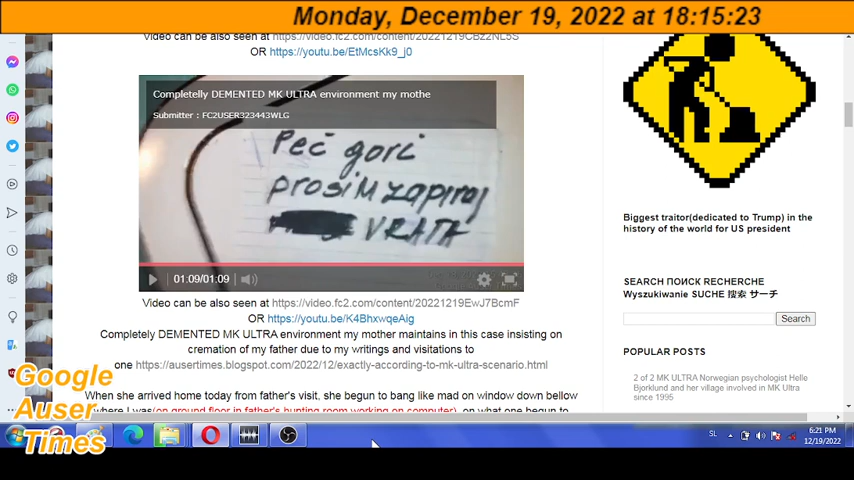 Monday, December 19, 2022 at 18:15:23
Video can be also seen at https://video.fc2.com/content/20221219CBZ2NL5S
OR https://youtu.be/EtMcsKk9_j0
Completelly DEMENTED MK ULTRA environment my mothe
Submitter : FC2USER323443WLG
Peč gori
prosim zapiraj
VRATA
01:09/01:09
Video can be also seen at https://video.fc2.com/content/20221219EwJ7BcmF
OR https://youtu.be/K4BhxwqeAig
Completely DEMENTED MK ULTRA environment my mother maintains in this case insisting on
cremation of my father due to my writings and visitations to
one https://ausertimes.blogspot.com/2022/12/exactly-according-to-mk-ultra-scenario.html
When she arrived home today from father's visit, she begun to bang like mad on window down bellow
where I was(on ground floor in father's hunting room working on computer), on what one begun to
Biggest traitor(dedicated to Trump) in the
history of the world for US president
SEARCH ПОИСК RECHERCHE
Wyszukiwanie SUCHE 搜索 サーチ
Search
POPULAR POSTS
2 of 2 MK ULTRA Norwegian psychologist Helle
Bjorklund and her village involved in MK Ultra
since 1995
Google
Auser
Times
SL
6:21 PM
12/19/2022